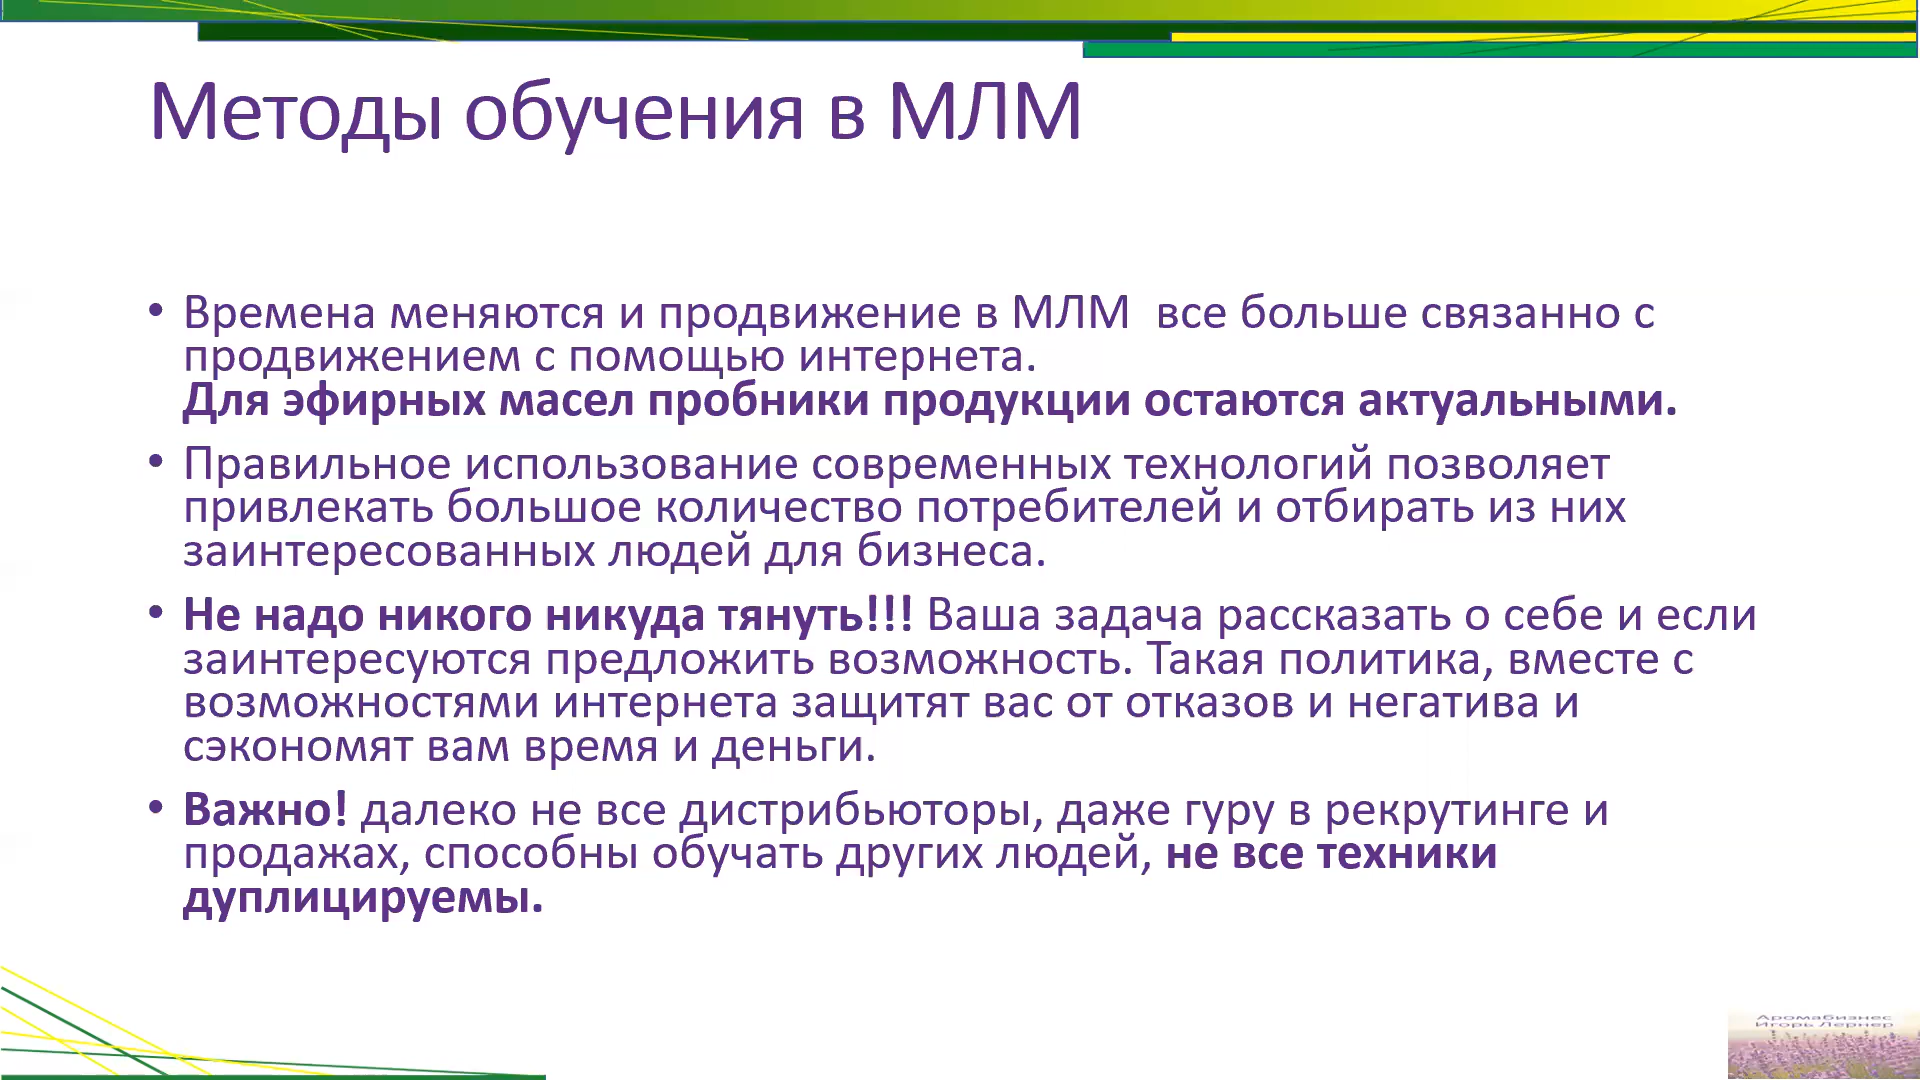 Методы обучения в МЛМ
• Времена меняются и продвижение в МЛМ  все больше связанно с
продвижением с помощью интернета.
Для эфирных масел пробники продукции остаются актуальными.
• Правильное использование современных технологий позволяет
привлекать большое количество потребителей и отбирать из них
заинтересованных людей для бизнеса.
• Не надо никого никуда тянуть!!! Ваша задача рассказать о себе и если
заинтересуются предложить возможность. Такая политика, вместе с
возможностями интернета защитят вас от отказов и негатива и
сэкономят вам время и деньги.
• Важно! далеко не все дистрибьюторы, даже гуру в рекрутинге и
продажах, способны обучать других людей, не все техники
дуплицируемы.
Аромабизнес
Игорь Лернер